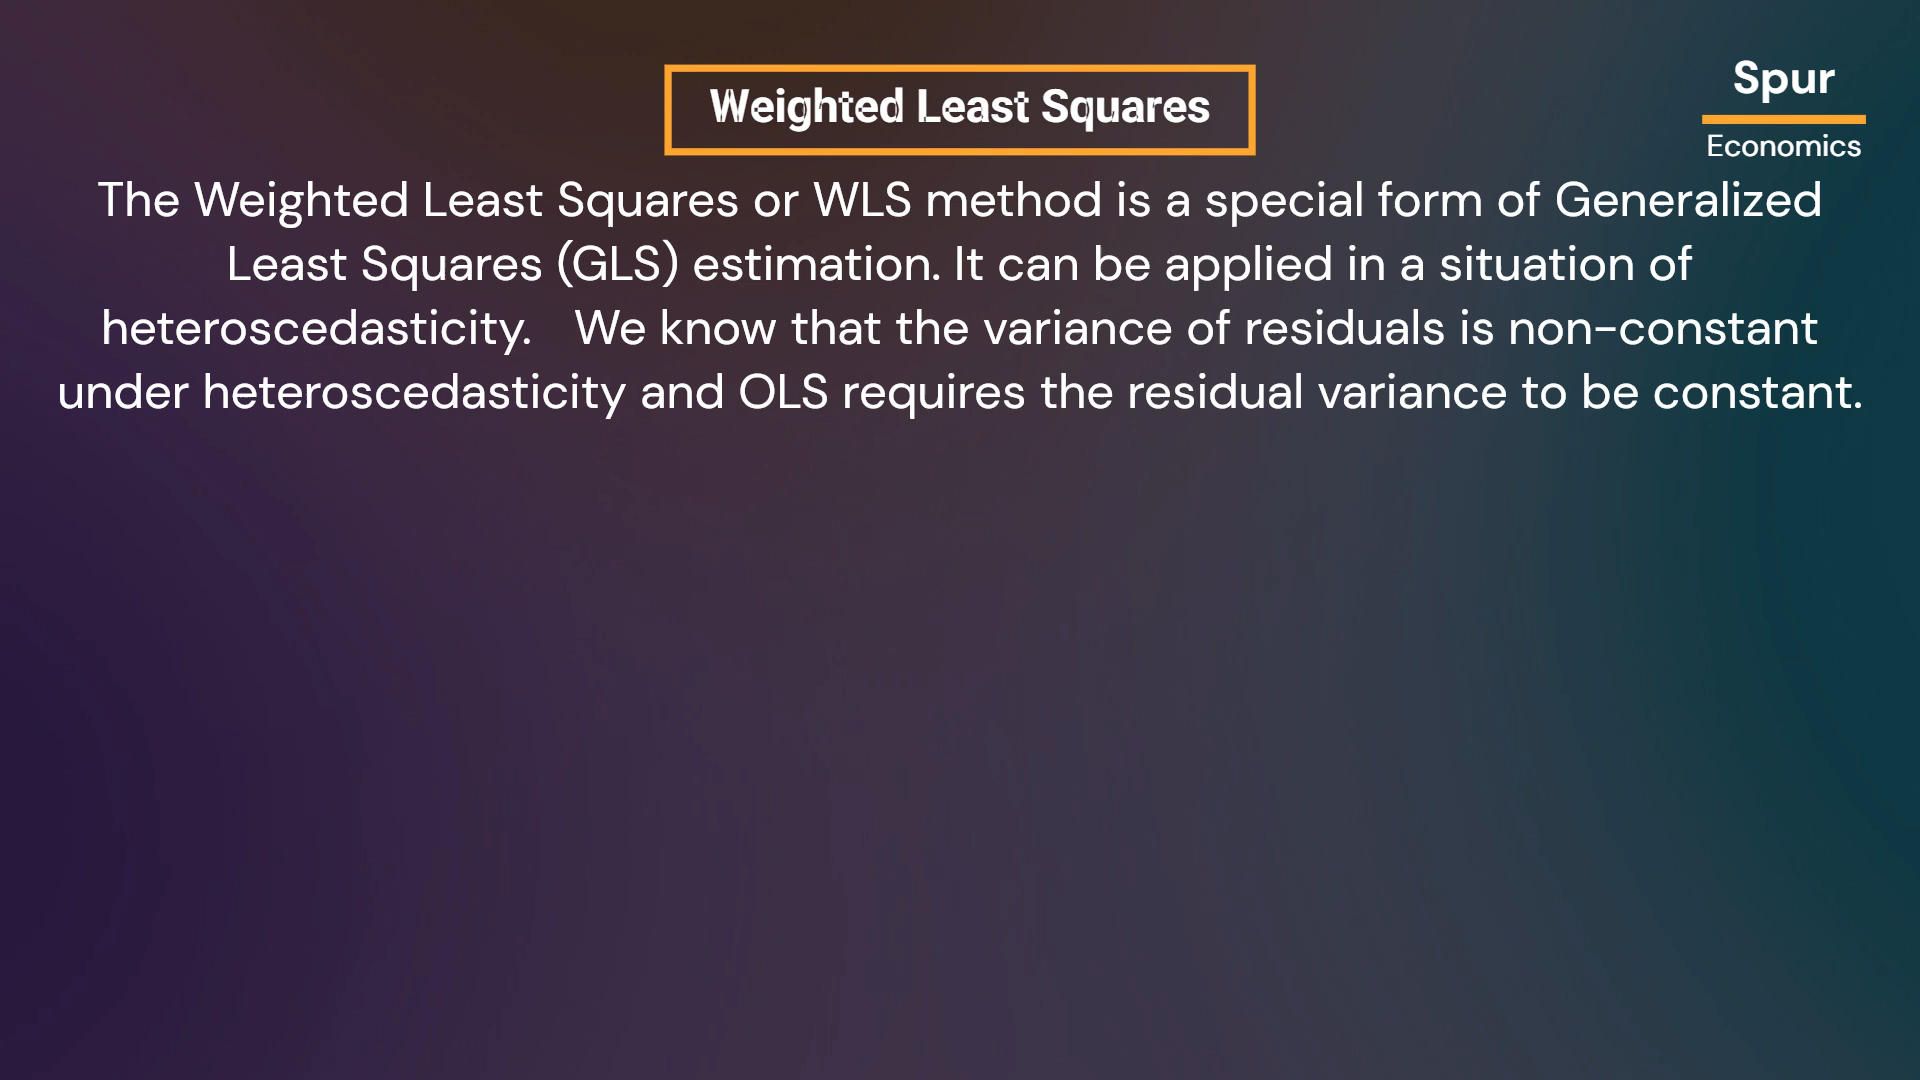 Weighted Least Squares
Spur
Economics
The Weighted Least Squares or WLS method is a special form of Generalized
Least Squares (GLS) estimation. It can be applied in a situation of
heteroscedasticity.   We know that the variance of residuals is non-constant
under heteroscedasticity and OLS requires the residual variance to be constant.